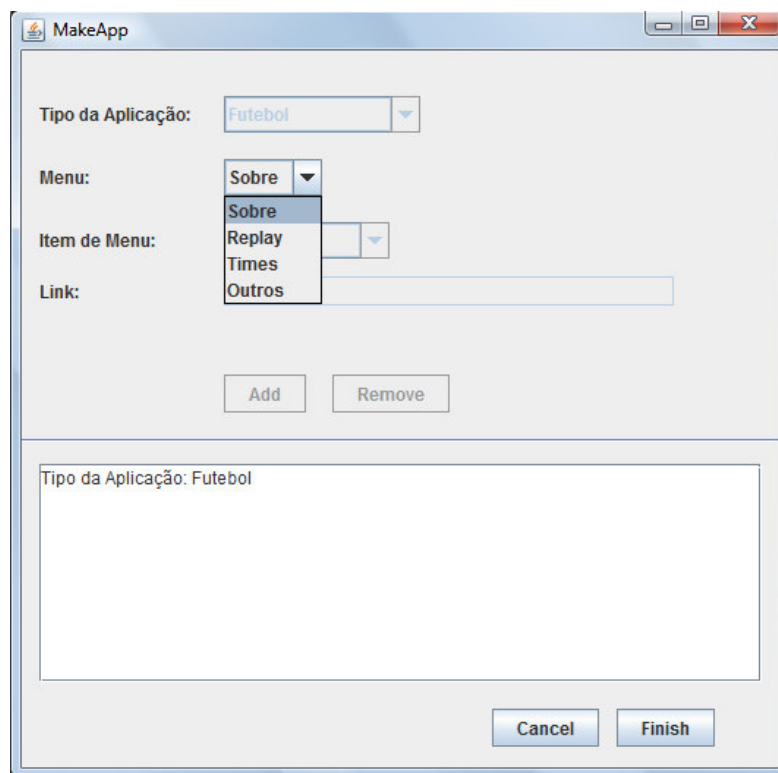 MakeApp
Tipo da Aplicação: Futebol
Menu: Sobre
Sobre
Item de Menu: Replay
Times
Link: Outros
Add Remove
Tipo da Aplicação: Futebol
Cancel Finish